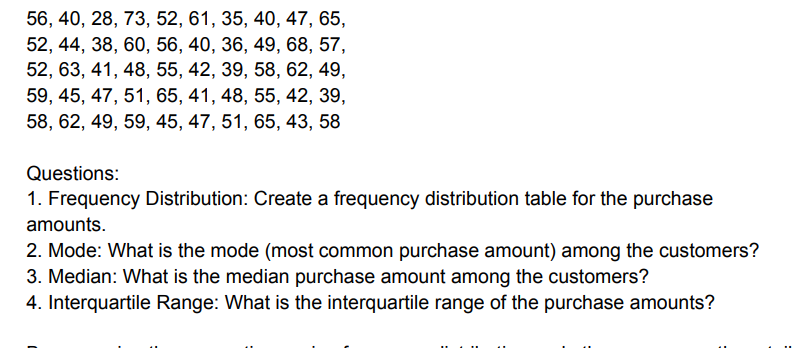 56, 40, 28, 73, 52, 61, 35, 40, 47, 65,
52, 44, 38, 60, 56, 40, 36, 49, 68, 57,
52, 63, 41, 48, 55, 42, 39, 58, 62, 49,
59, 45, 47, 51, 65, 41, 48, 55, 42, 39,
58, 62, 49, 59, 45, 47, 51, 65, 43, 58
Questions:
1. Frequency Distribution: Create a frequency distribution table for the purchase
amounts.
2. Mode: What is the mode (most common purchase amount) among the customers?
3. Median: What is the median purchase amount among the customers?
4. Interquartile Range: What is the interquartile range of the purchase amounts?